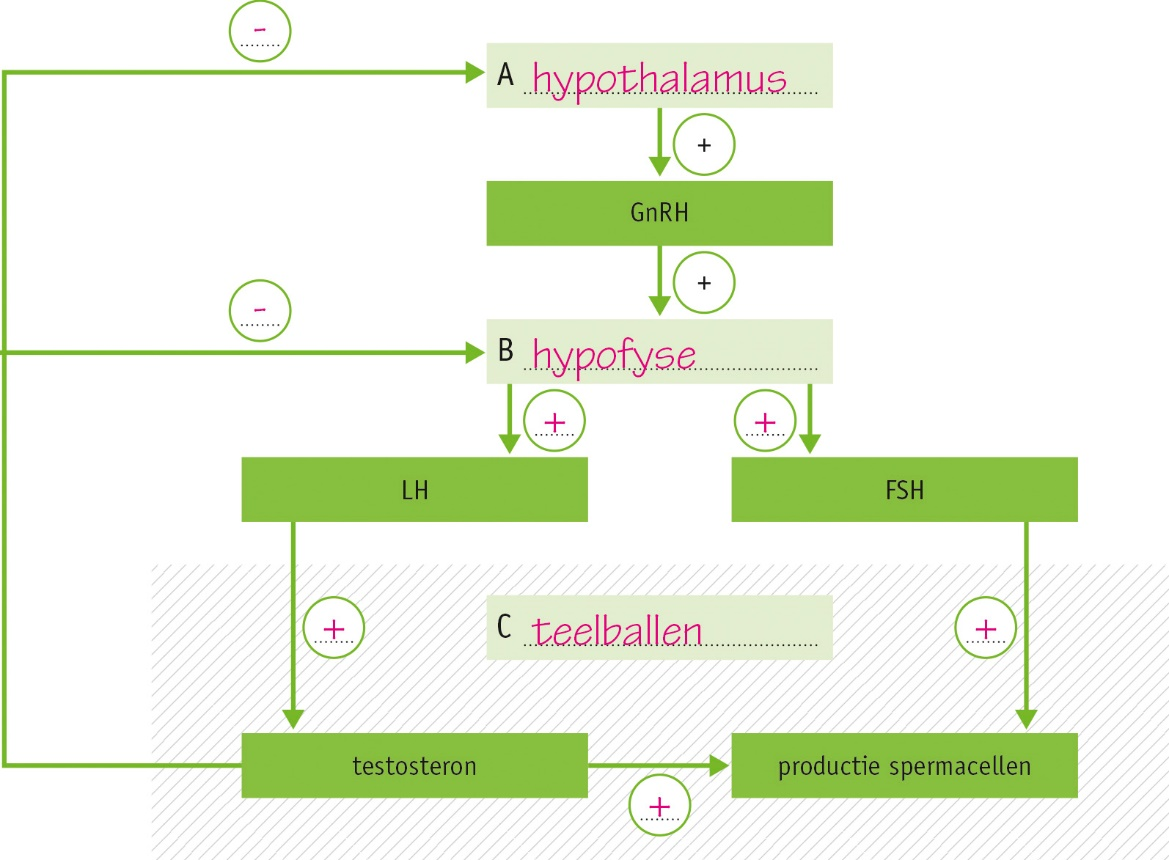 -
A hypothalamus
+
GnRH
+
-
B hypofyse
+ +
LH FSH
C teelballen
+ +
testosteron productie spermacellen
+